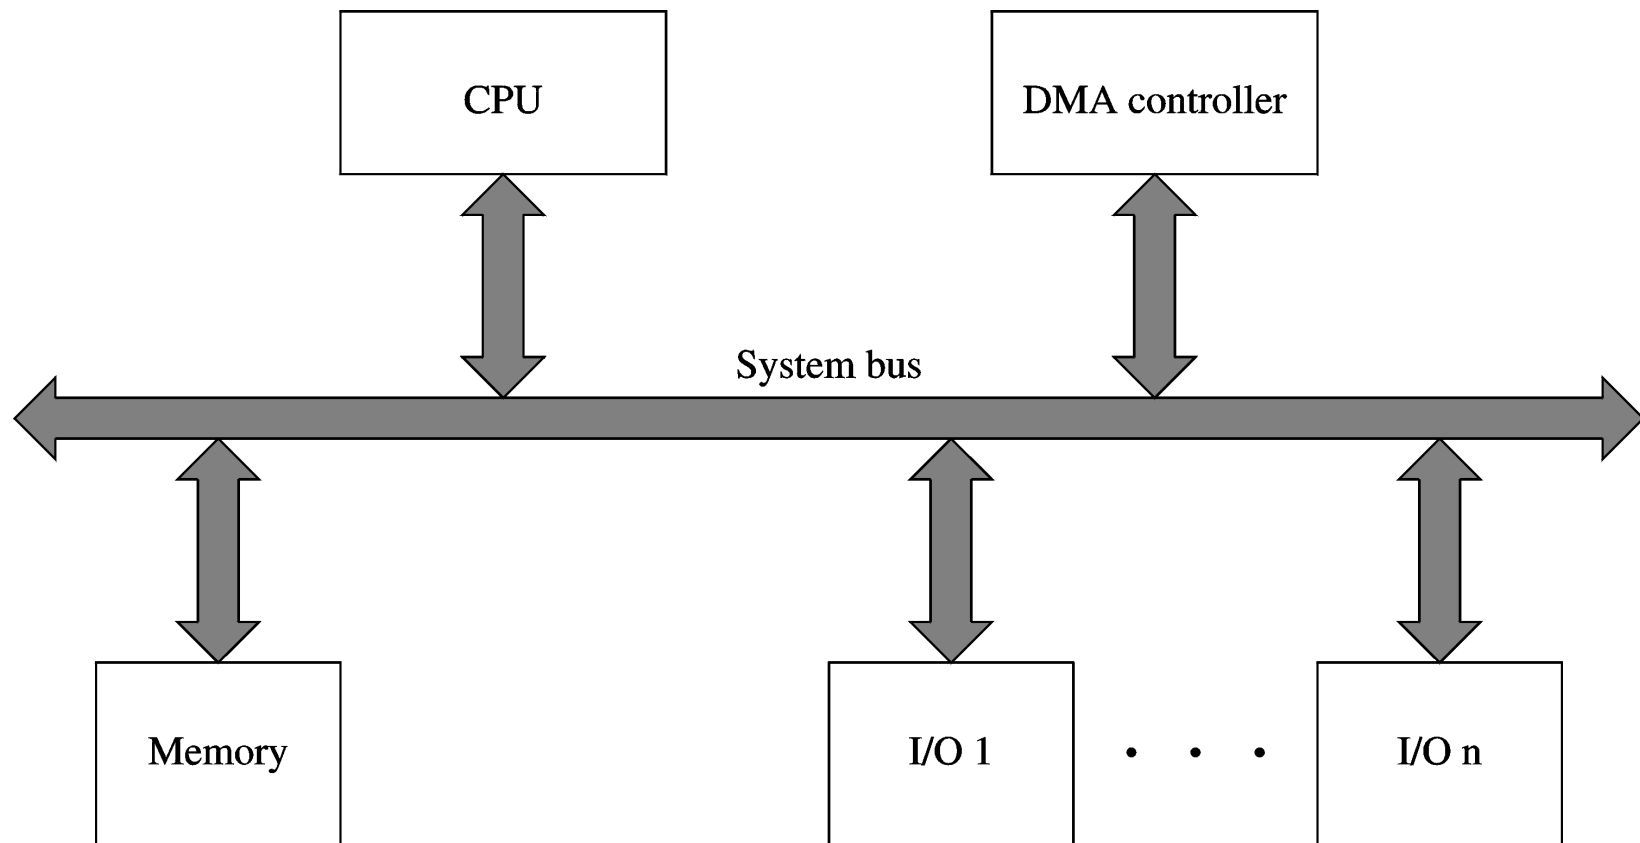 CPU
DMA controller
System bus
Memory
I/O 1
. . .
I/O n